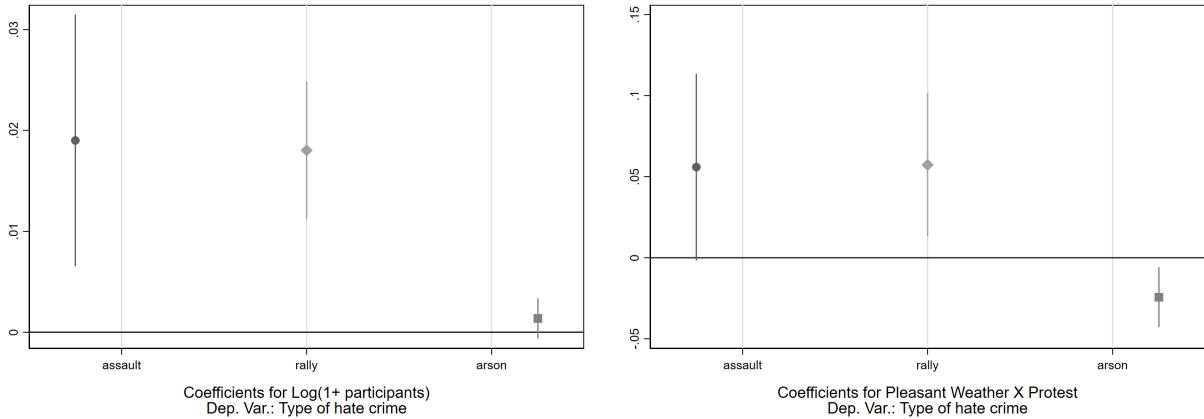 .03
.02
.01
0
assault rally arson
Coefficients for Log(1+ participants)
Dep. Var.: Type of hate crime
.15
.1
.05
0
-.05
assault rally arson
Coefficients for Pleasant Weather X Protest
Dep. Var.: Type of hate crime